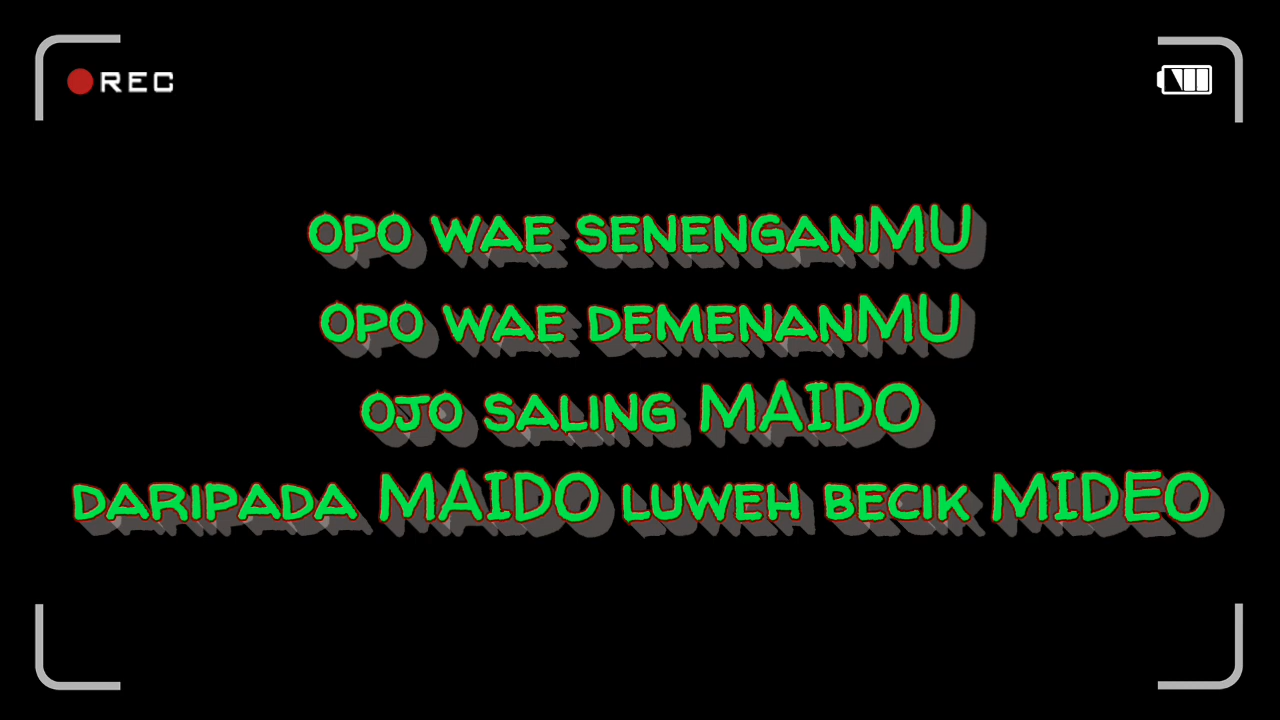 REC
OPO WAE SENENGANMU
OPO WAE DEMENANMU
OJO SALING MAIDO
DARIPADA MAIDO LUWEH BECIK MIDEO